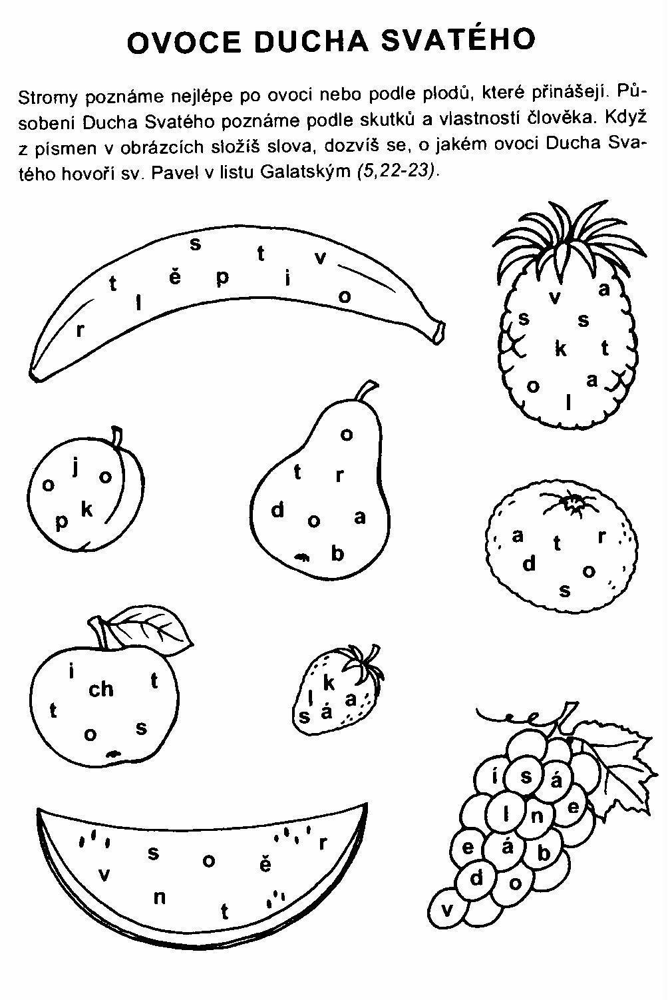 OVOCE DUCHA SVATÉHO
Stromy poznáme nejlépe po ovoci nebo podle plodů, které přinášejí. Pů-
sobení Ducha Svatého poznáme podle skutků a vlastností člověka. Když
z písmen v obrázcích složíš slova, dozvíš se, o jakém ovoci Ducha Sva-
tého hovoří sv. Pavel v listu Galatským (5,22-23).
s t v
t ě p i
l o
r
v a
s s
k t
o a
l
j
o o
k
p
o
t r
d o a
b
a t r
d o
s
i ch t
t
o s
k
l a
s á
í s á
l n e
e á b
d o
v
s o ě r
v
n t